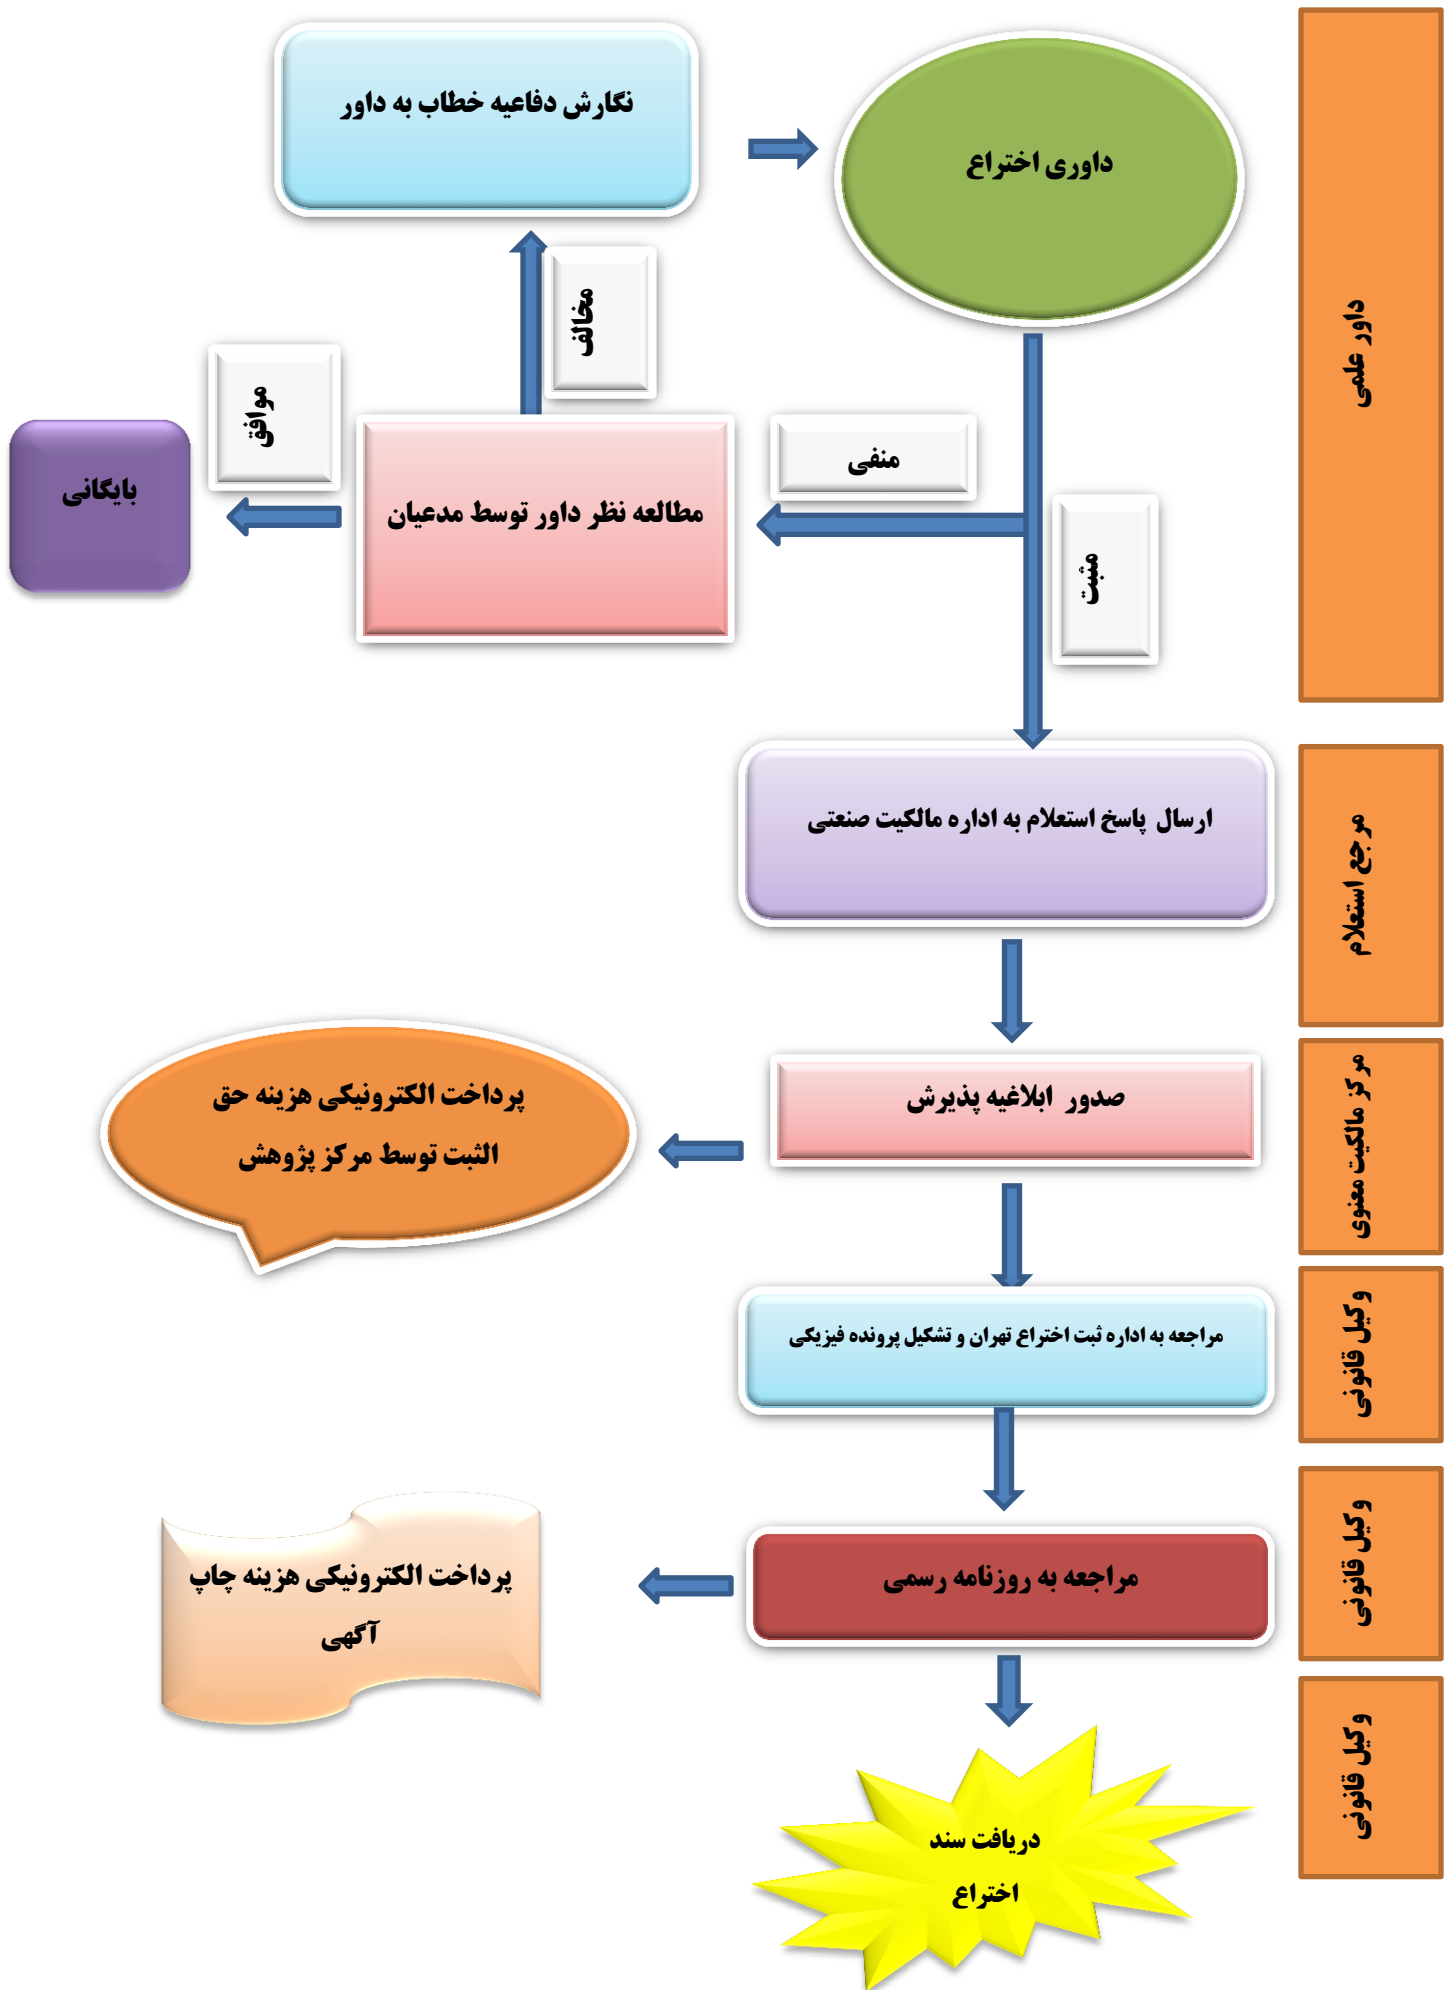 نگارش دفاعیه خطاب به داور
داوری اختراع
داور علمی
مخالف
موافق
منفی
بایگانی
مطالعه نظر داور توسط مدعیان
مثبت
ارسال پاسخ استعلام به اداره مالکیت صنعتی
مرجع استعلام
صدور ابلاغیه پذیرش
مرکز مالکیت معنوی
پرداخت الکترونیکی هزینه حق
الثبت توسط مرکز پژوهش
مراجعه به اداره ثبت اختراع تهران و تشکیل پرونده فیزیکی
وکیل قانونی
مراجعه به روزنامه رسمی
وکیل قانونی
پرداخت الکترونیکی هزینه چاپ
آگهی
وکیل قانونی
دریافت سند
اختراع